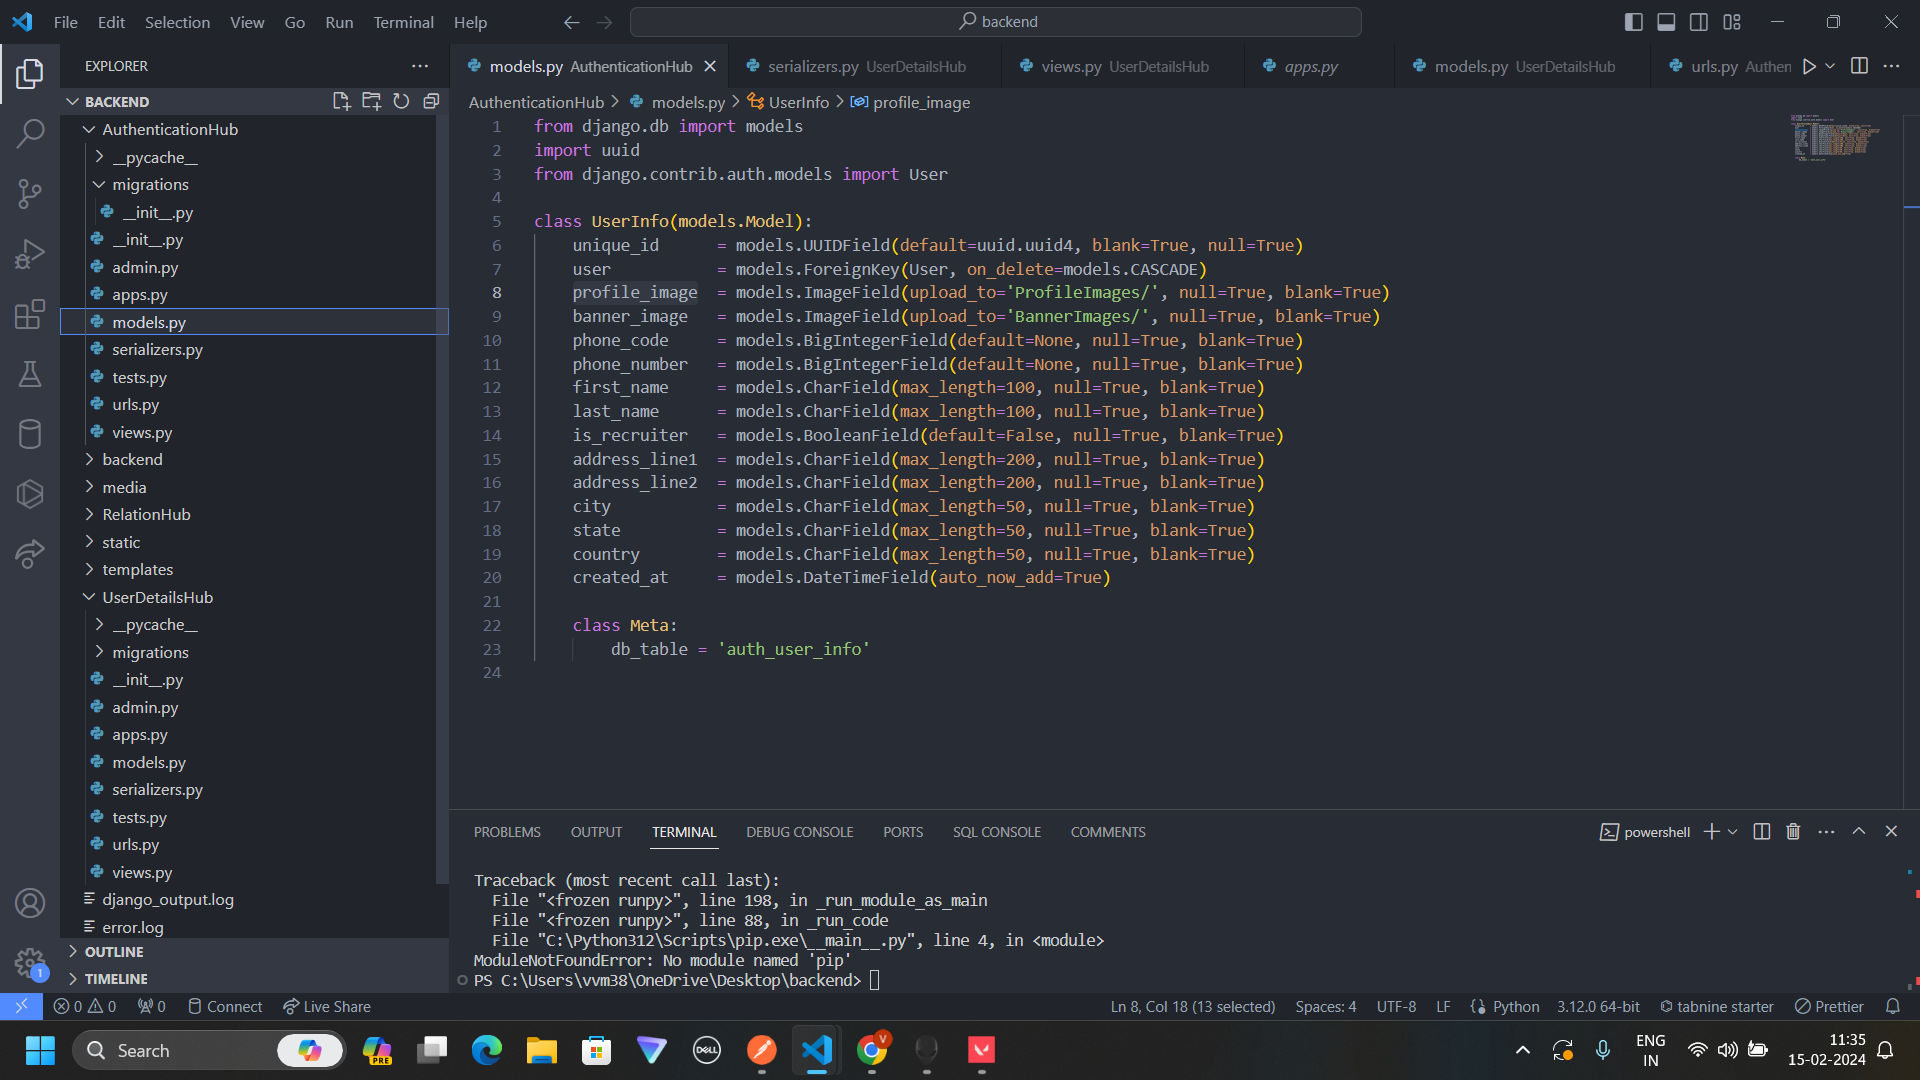 File Edit Selection View Go Run Terminal Help
backend
EXPLORER
models.py AuthenticationHub
serializers.py UserDetailsHub
views.py UserDetailsHub
apps.py
models.py UserDetailsHub
urls.py Authen
BACKEND
AuthenticationHub
__pycache__
migrations
__init__.py
__init__.py
admin.py
apps.py
models.py
serializers.py
tests.py
urls.py
views.py
backend
media
RelationHub
static
templates
UserDetailsHub
__pycache__
migrations
__init__.py
admin.py
apps.py
models.py
serializers.py
tests.py
urls.py
views.py
django_output.log
error.log
OUTLINE
TIMELINE
AuthenticationHub > models.py > UserInfo > profile_image
1 from django.db import models
2 import uuid
3 from django.contrib.auth.models import User
4
5 class UserInfo(models.Model):
6 unique_id = models.UUIDField(default=uuid.uuid4, blank=True, null=True)
7 user = models.ForeignKey(User, on_delete=models.CASCADE)
8 profile_image = models.ImageField(upload_to='ProfileImages/', null=True, blank=True)
9 banner_image = models.ImageField(upload_to='BannerImages/', null=True, blank=True)
10 phone_code = models.BigIntegerField(default=None, null=True, blank=True)
11 phone_number = models.BigIntegerField(default=None, null=True, blank=True)
12 first_name = models.CharField(max_length=100, null=True, blank=True)
13 last_name = models.CharField(max_length=100, null=True, blank=True)
14 is_recruiter = models.BooleanField(default=False, null=True, blank=True)
15 address_line1 = models.CharField(max_length=200, null=True, blank=True)
16 address_line2 = models.CharField(max_length=200, null=True, blank=True)
17 city = models.CharField(max_length=50, null=True, blank=True)
18 state = models.CharField(max_length=50, null=True, blank=True)
19 country = models.CharField(max_length=50, null=True, blank=True)
20 created_at = models.DateTimeField(auto_now_add=True)
21
22 class Meta:
23 db_table = 'auth_user_info'
24
PROBLEMS OUTPUT TERMINAL DEBUG CONSOLE PORTS SQL CONSOLE COMMENTS
powershell
Traceback (most recent call last):
File "<frozen runpy>", line 198, in _run_module_as_main
File "<frozen runpy>", line 88, in _run_code
File "C:\Python312\Scripts\pip.exe\__main__.py", line 4, in <module>
ModuleNotFoundError: No module named 'pip'
PS C:\Users\vvm38\OneDrive\Desktop\backend>
1
0 0 0 Connect Live Share
Ln 8, Col 18 (13 selected) Spaces: 4 UTF-8 LF Python 3.12.0 64-bit tabnine starter Prettier
Search
PRE
DELL
V
ENG
IN
11:35
15-02-2024